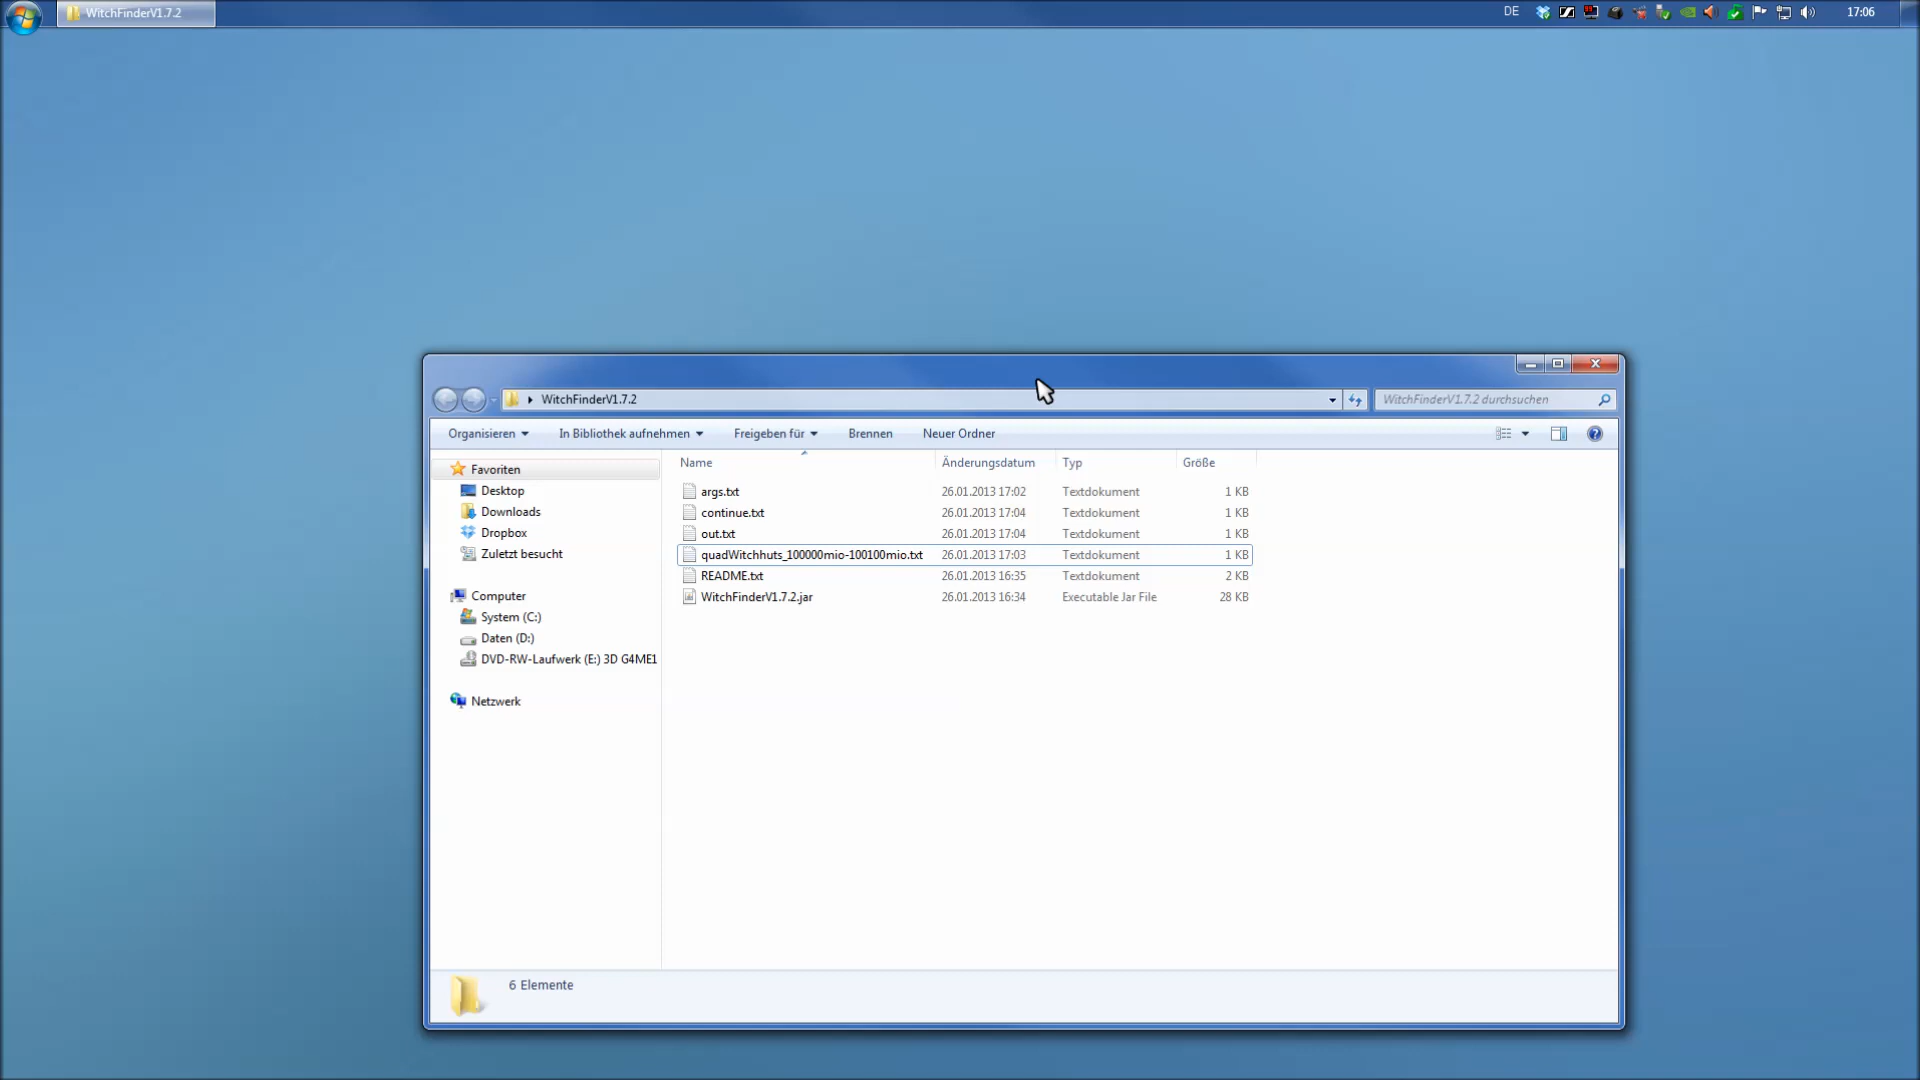 WitchFinderV1.7.2
DE
17:06
WitchFinderV1.7.2
WitchFinderV1.7.2 durchsuchen
Organisieren
In Bibliothek aufnehmen
Freigeben für
Brennen
Neuer Ordner
Favoriten
Desktop
Downloads
Dropbox
Zuletzt besucht
Computer
System (C:)
Daten (D:)
DVD-RW-Laufwerk (E:) 3D G4ME1
Netzwerk
Name Änderungsdatum Typ Größe
args.txt 26.01.2013 17:02 Textdokument 1 KB
continue.txt 26.01.2013 17:04 Textdokument 1 KB
out.txt 26.01.2013 17:04 Textdokument 1 KB
quadWitchhuts_100000mio-100100mio.txt 26.01.2013 17:03 Textdokument 1 KB
README.txt 26.01.2013 16:35 Textdokument 2 KB
WitchFinderV1.7.2.jar 26.01.2013 16:34 Executable Jar File 28 KB
6 Elemente